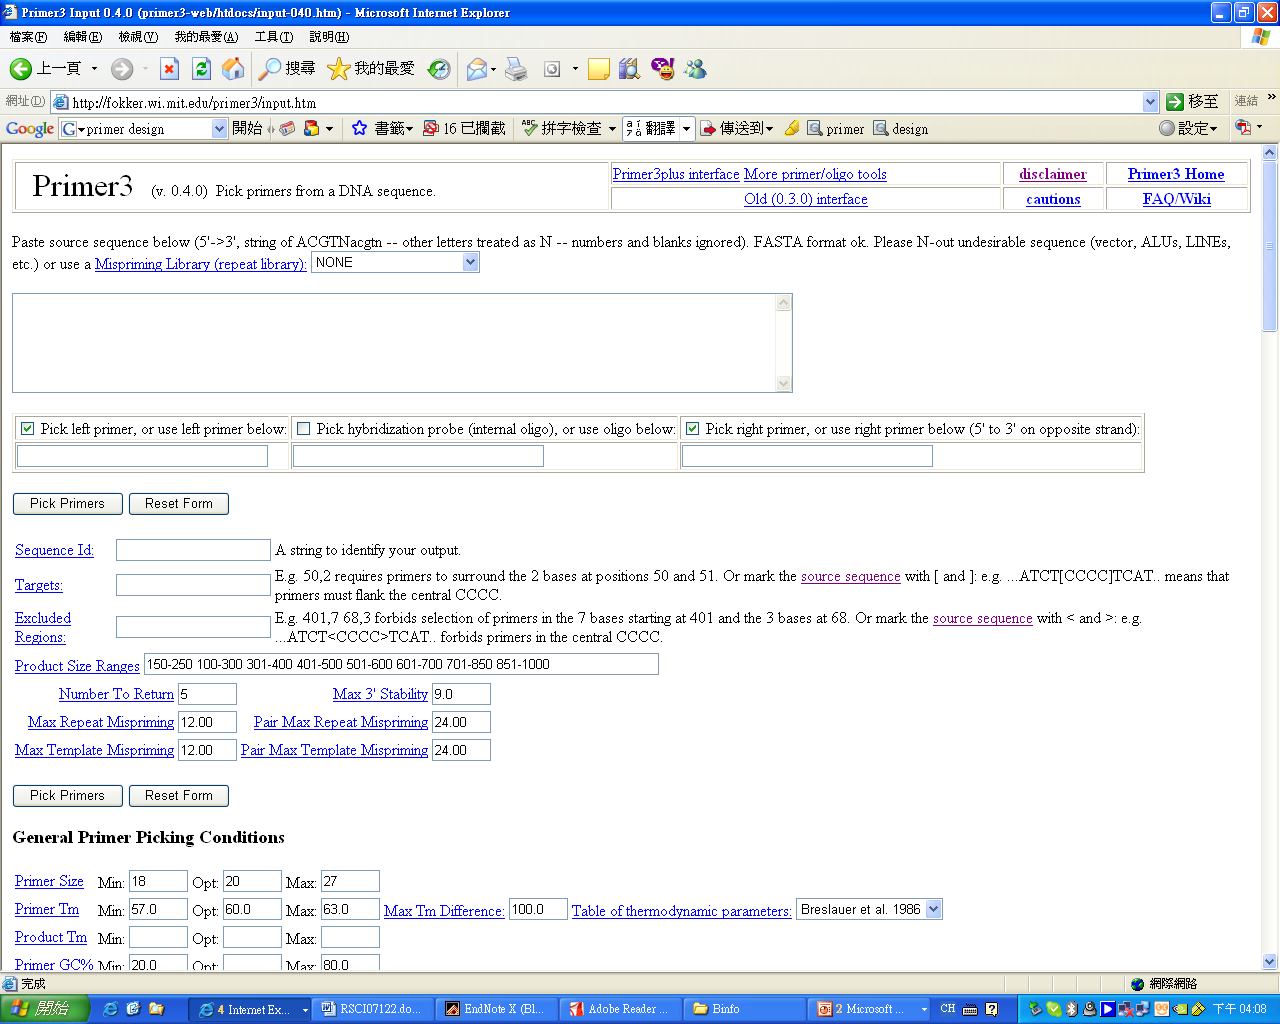 Primer3 Input 0.4.0 (primer3-web/htdocs/input-040.htm) - Microsoft Internet Explorer
檔案(F) 編輯(E) 檢視(V) 我的最愛(A) 工具(T) 說明(H)
上一頁 搜尋 我的最愛
網址(D) http://fokker.wi.mit.edu/primer3/input.htm 移至 連結 »
Google G primer design 開始 書籤 16 已攔截 ABC 拼字檢查 翻譯 傳送到 primer design 設定
Primer3 (v. 0.4.0) Pick primers from a DNA sequence. Primer3plus interface More primer/oligo tools disclaimer Primer3 Home
Old (0.3.0) interface cautions FAQ/Wiki
Paste source sequence below (5'->3', string of ACGTNacgtn -- other letters treated as N -- numbers and blanks ignored). FASTA format ok. Please N-out undesirable sequence (vector, ALUs, LINEs,
etc.) or use a Mispriming Library (repeat library): NONE
Pick left primer, or use left primer below: Pick hybridization probe (internal oligo), or use oligo below: Pick right primer, or use right primer below (5' to 3' on opposite strand):
Pick Primers Reset Form
Sequence Id: A string to identify your output.
Targets: E.g. 50,2 requires primers to surround the 2 bases at positions 50 and 51. Or mark the source sequence with [ and ]: e.g. ...ATCT[CCCC]TCAT.. means that
primers must flank the central CCCC.
Excluded E.g. 401,7 68,3 forbids selection of primers in the 7 bases starting at 401 and the 3 bases at 68. Or mark the source sequence with < and >: e.g.
Regions: ...ATCT<CCCC>TCAT.. forbids primers in the central CCCC.
Product Size Ranges 150-250 100-300 301-400 401-500 501-600 601-700 701-850 851-1000
Number To Return 5 Max 3' Stability 9.0
Max Repeat Mispriming 12.00 Pair Max Repeat Mispriming 24.00
Max Template Mispriming 12.00 Pair Max Template Mispriming 24.00
Pick Primers Reset Form
General Primer Picking Conditions
Primer Size Min: 18 Opt: 20 Max: 27
Primer Tm Min: 57.0 Opt: 60.0 Max: 63.0 Max Tm Difference: 100.0 Table of thermodynamic parameters: Breslauer et al. 1986
Product Tm Min: Opt: Max:
Primer GC% Min: 20.0 Opt: Max: 80.0
完成 網際網路
開始 4 Internet Ex... RSCI07122.do... EndNote X (Bl... Adobe Reader ... Binfo 2 Microsoft ... CH 下午 04:08